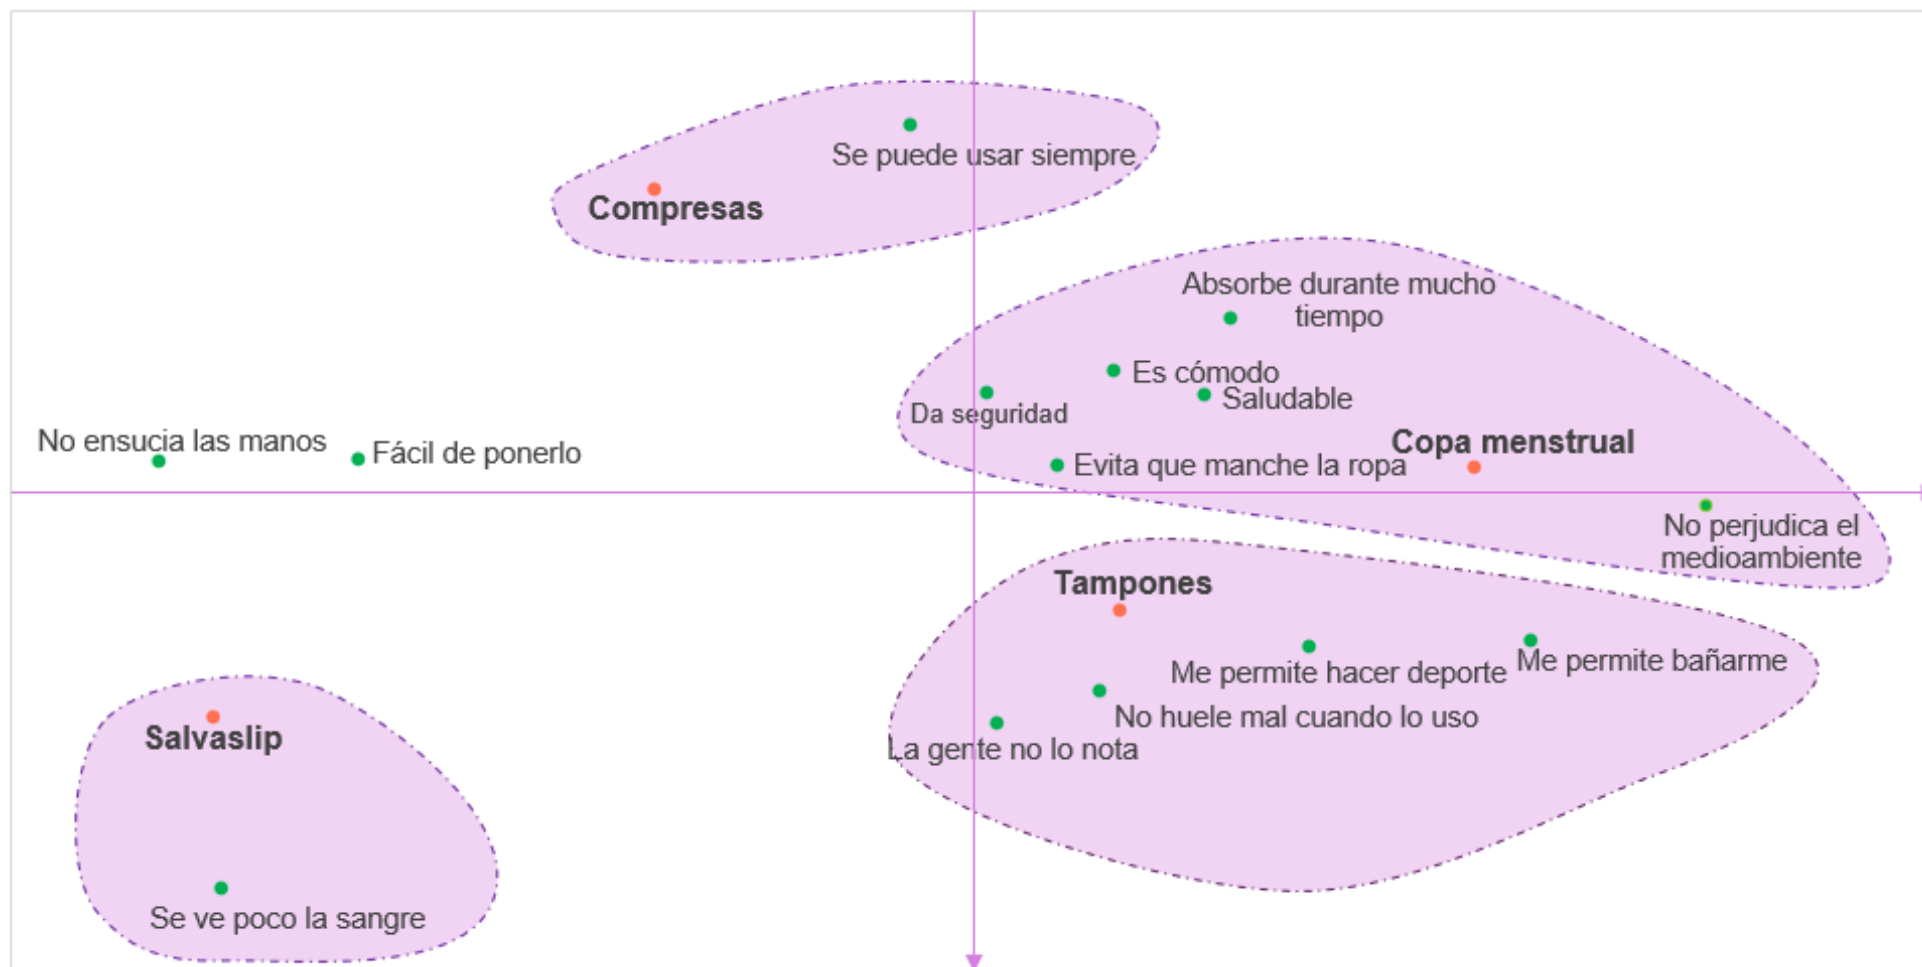 Se puede usar siempre
Compresas
Absorbe durante mucho
tiempo
Es cómodo
Saludable
Da seguridad
No ensucia las manos
Fácil de ponerlo
Copa menstrual
Evita que manche la ropa
No perjudica el
medioambiente
Tampones
Me permite hacer deporte
Me permite bañarme
No huele mal cuando lo uso
La gente no lo nota
Salvaslip
Se ve poco la sangre